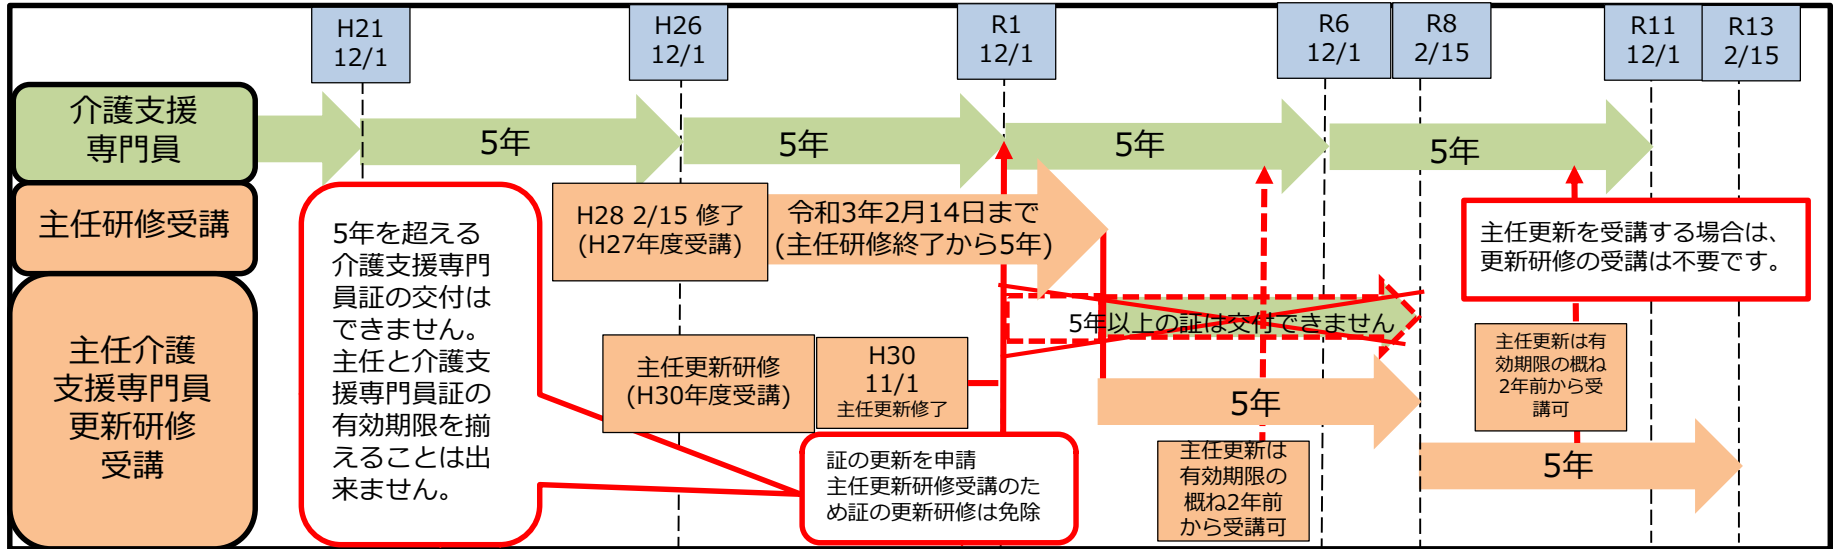 H21
12/1
H26
12/1
R1
12/1
R6
12/1
R8
2/15
R11
12/1
R13
2/15
介護支援
専門員
5年
5年
5年
5年
主任研修受講
H28 2/15 修了
(H27年度受講)
令和3年2月14日まで
(主任研修終了から5年)
主任更新を受講する場合は、
更新研修の受講は不要です。
5年を超える
介護支援専門
員証の交付は
できません。
主任と介護支
援専門員証の
有効期限を揃
えることは出
来ません。
5年以上の証は交付できません
主任介護
支援専門員
更新研修
受講
主任更新研修
(H30年度受講)
H30
11/1
主任更新修了
5年
主任更新は有
効期限の概ね
2年前から受
講可
証の更新を申請
主任更新研修受講のた
め証の更新研修は免除
主任更新は
有効期限の
概ね2年前
から受講可
5年